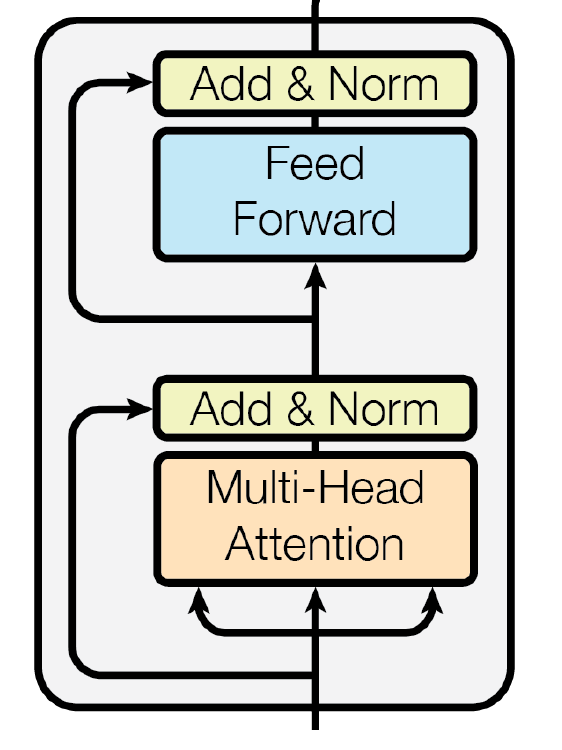 Add & Norm
Feed
Forward
Add & Norm
Multi-Head
Attention